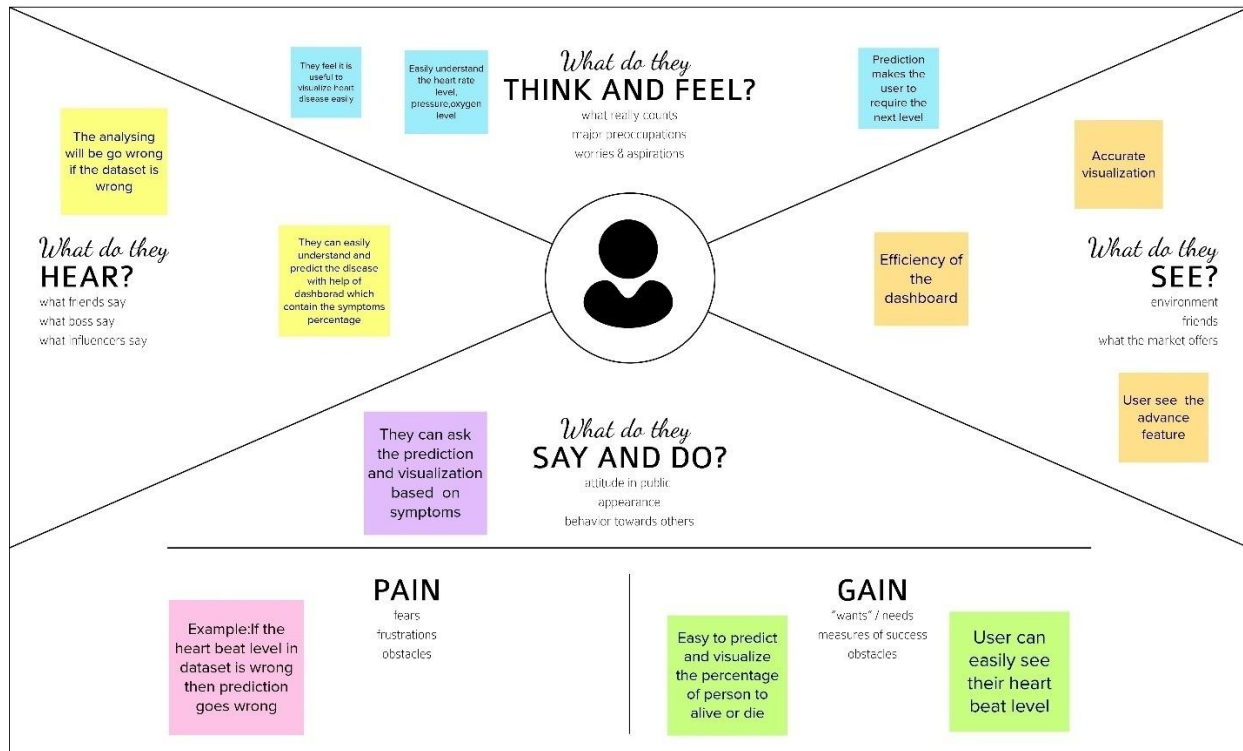 They feel it is
useful to
visualize heart
disease easily
Easily understand
the heart rate
level,
pressure,oxygen
level
What do they
THINK AND FEEL?
what really counts
major preoccupations
worries & aspirations
Prediction
makes the
user to
require the
next level
The analysing
will be go wrong
if the dataset is
wrong
What do they
HEAR?
what friends say
what boss say
what influencers say
They can easily
understand and
predict the disease
with help of
dashborad which
contain the symptoms
percentage
Accurate
visualization
Efficiency of
the
dashboard
What do they
SEE?
environment
friends
what the market offers
User see the
advance
feature
They can ask
the prediction
and visualization
based on
symptoms
What do they
SAY AND DO?
attitude in public
appearance
behavior towards others
PAIN
fears
frustrations
obstacles
Example:If the
heart beat level in
dataset is wrong
then prediction
goes wrong
GAIN
"wants" / needs
measures of success
obstacles
Easy to predict
and visualize
the percentage
of person to
alive or die
User can
easily see
their heart
beat level